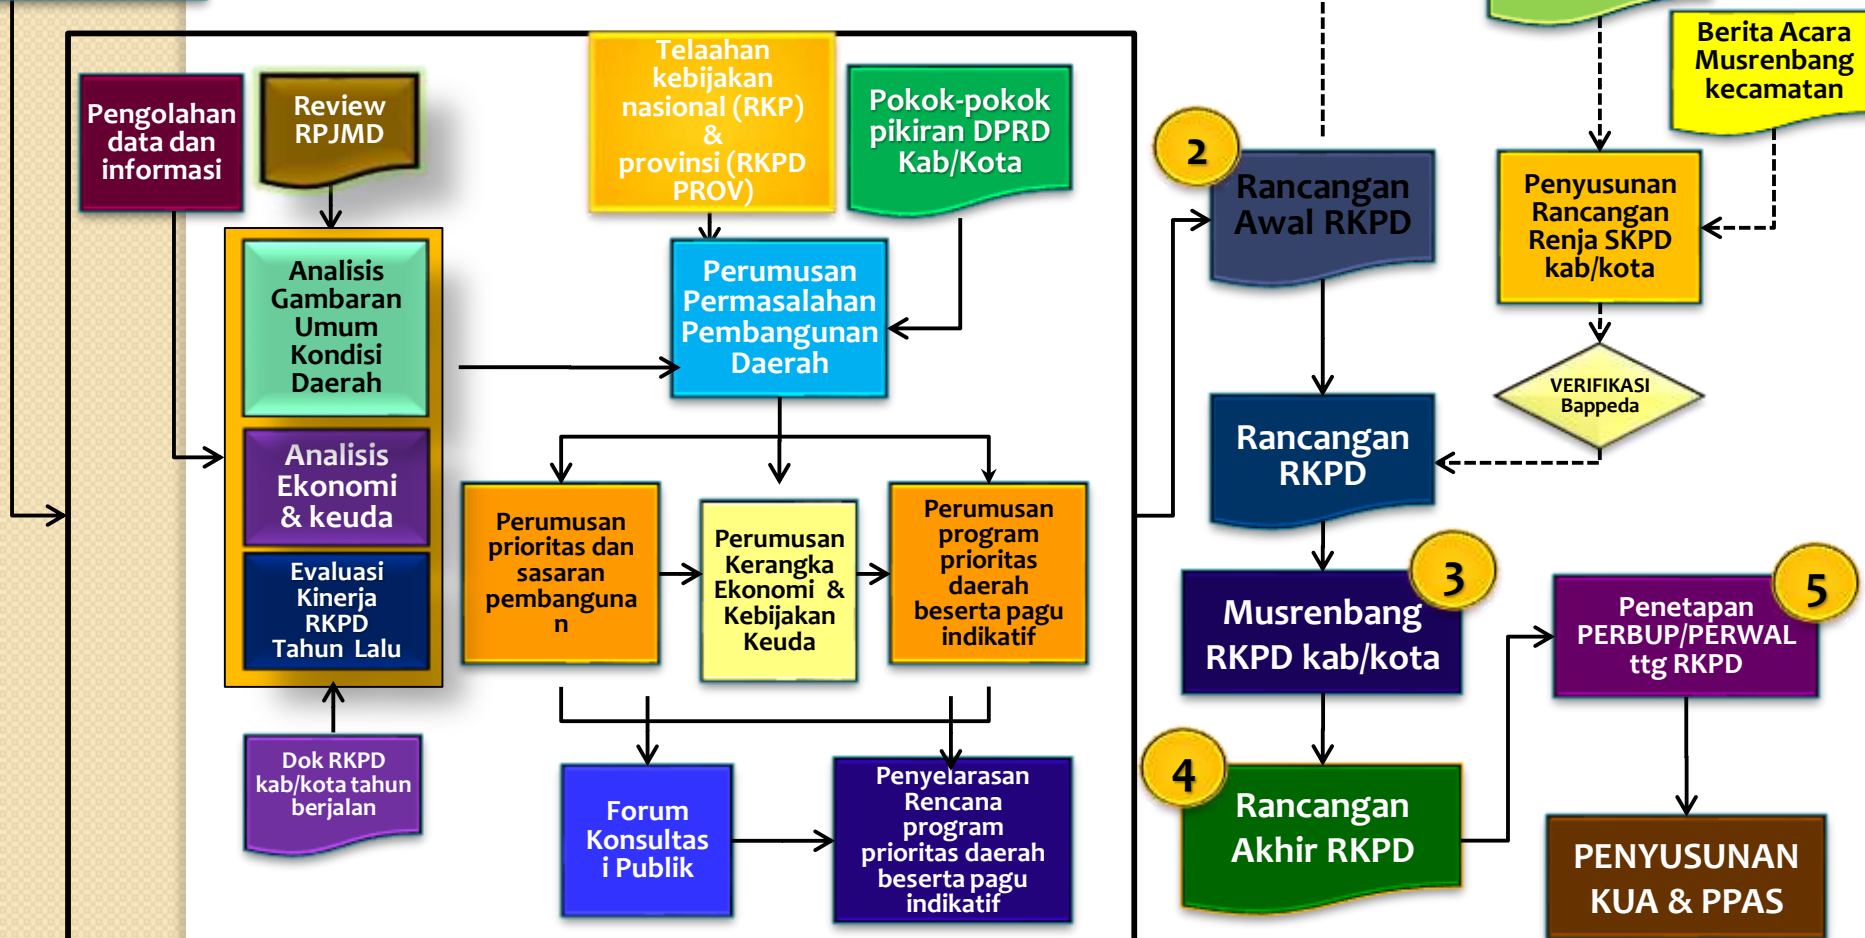 Pengolahan
data dan
informasi
Review
RPJMD
Telaahan
kebijakan
nasional (RKP)
&
provinsi (RKPD
PROV)
Pokok-pokok
pikiran DPRD
Kab/Kota
Analisis
Gambaran
Umum
Kondisi
Daerah
Analisis
Ekonomi
& keuda
Evaluasi
Kinerja
RKPD
Tahun Lalu
Dok RKPD
kab/kota tahun
berjalan
Perumusan
Permasalahan
Pembangunan
Daerah
Perumusan
prioritas dan
sasaran
pembanguna
n
Perumusan
Kerangka
Ekonomi &
Kebijakan
Keuda
Perumusan
program
prioritas
daerah
beserta pagu
indikatif
Forum
Konsultas
i Publik
Penyelarasan
Rencana
program
prioritas daerah
beserta pagu
indikatif
2
Rancangan
Awal RKPD
Berita Acara
Musrenbang
kecamatan
Penyusunan
Rancangan
Renja SKPD
kab/kota
VERIFIKASI
Bappeda
Rancangan
RKPD
3
Musrenbang
RKPD kab/kota
4
Rancangan
Akhir RKPD
5
Penetapan
PERBUP/PERWAL
ttg RKPD
PENYUSUNAN
KUA & PPAS